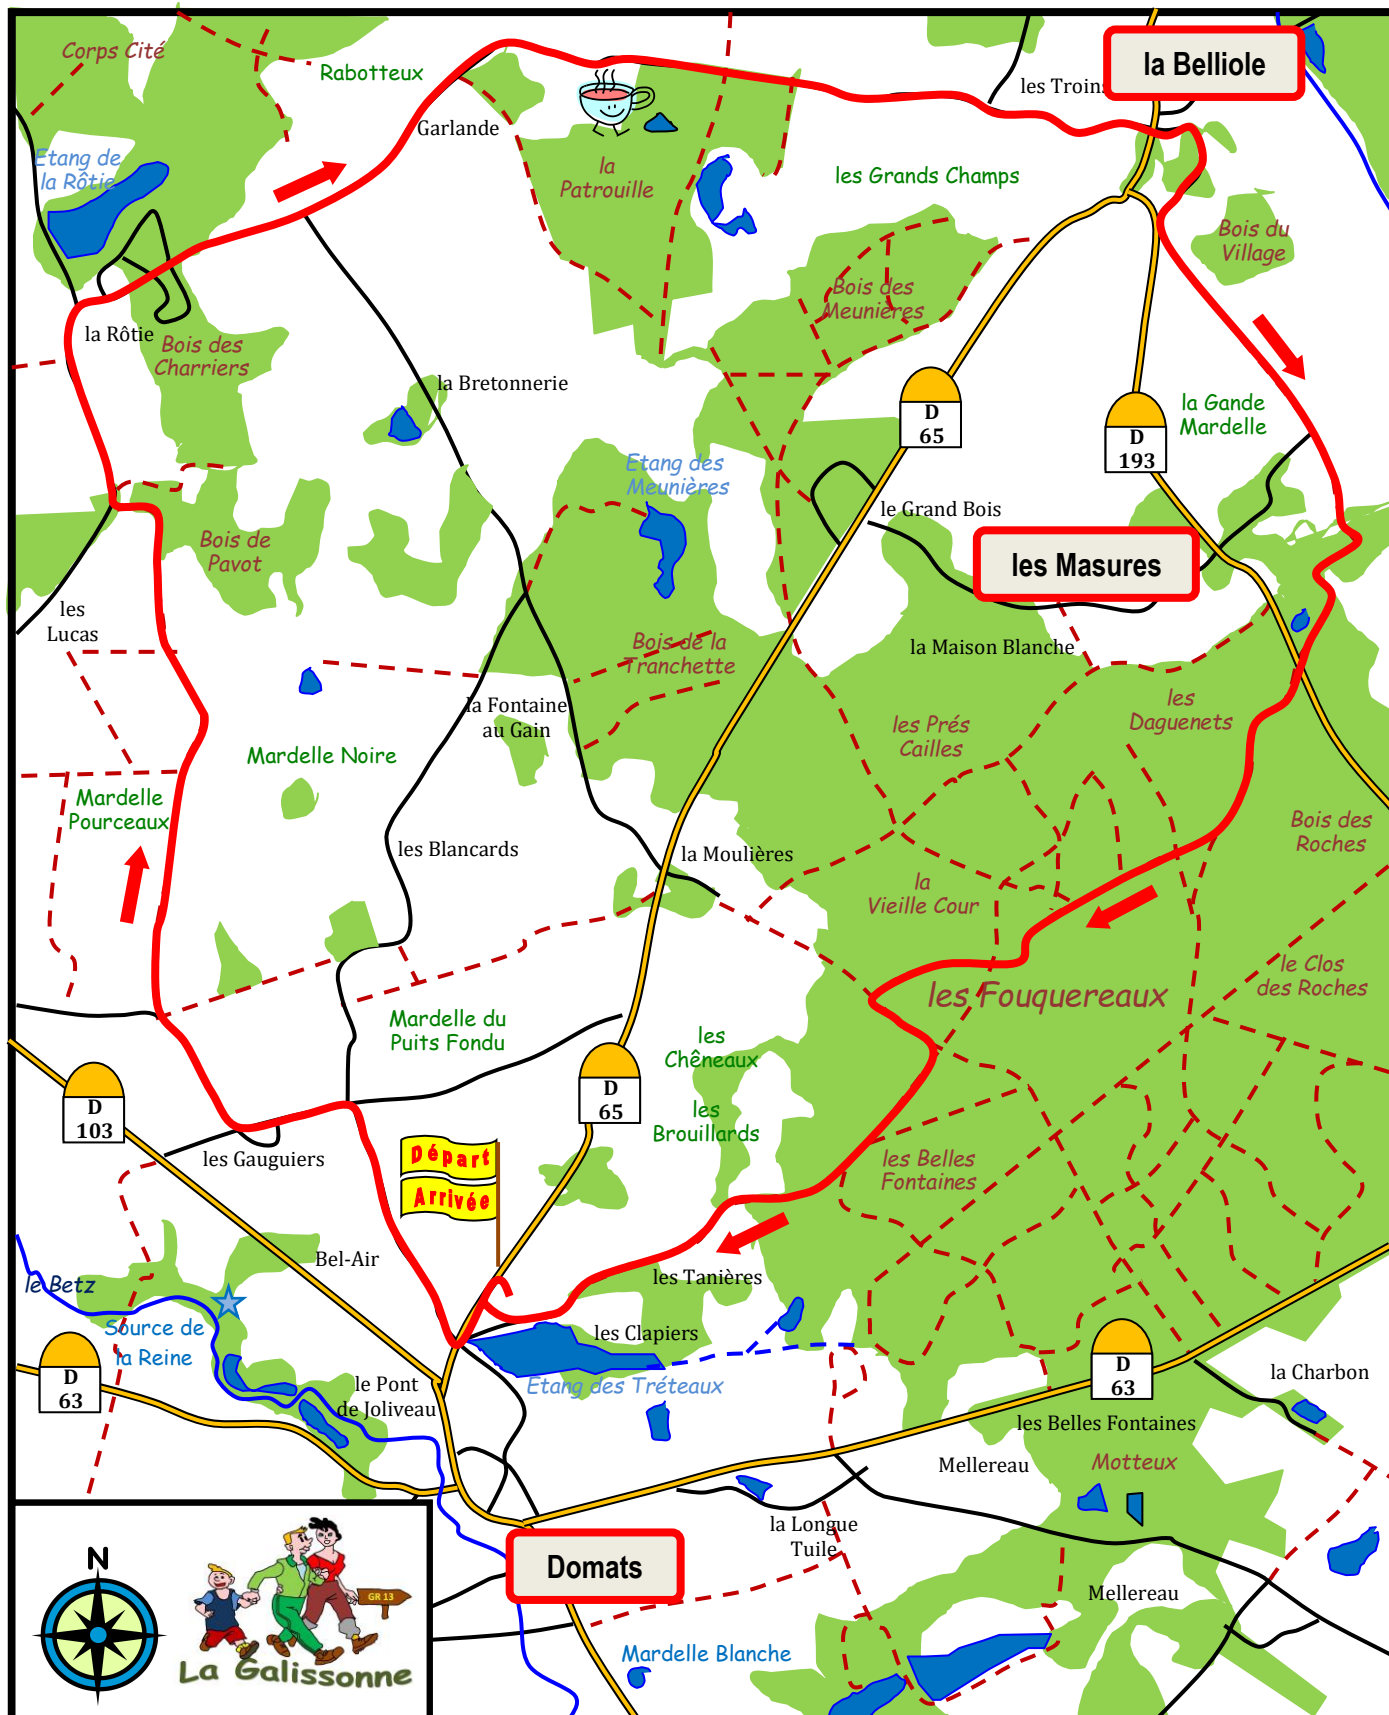 Corps Cité
Rabotteux
la Belliole
les Troins
Garlande
Etang de
la Rôtie
la
Patrouille
les Grands Champs
Bois du
Village
Bois des
Meunières
la Rôtie
Bois des
Charriers
la Bretonnerie
D
65
D
193
la Gande
Mardelle
Etang des
Meunières
le Grand Bois
Bois de
Pavot
les Masures
les
Lucas
Bois de la
Tranchette
la Maison Blanche
la Fontaine
au Gain
les Prés
Cailles
les
Daguenets
Mardelle Noire
Mardelle
Pourceaux
Bois des
Roches
les Blancards
la Moulières
la
Vieille Cour
le Clos
des Roches
les Fouquereaux
Mardelle du
Puits Fondu
les
Chêneaux
D
103
D
65
les
Brouillards
les Gauguiers
Départ
Arrivée
les Belles
Fontaines
Bel-Air
le Betz
les Tanières
Source de
la Reine
les Clapiers
D
63
le Pont
de Joliveau
Etang des Tréteaux
D
63
la Charbon
les Belles Fontaines
Mellereau
Motteux
la Longue
Tuile
Domats
Mellereau
N
GR 13
La Galissonne
Mardelle Blanche